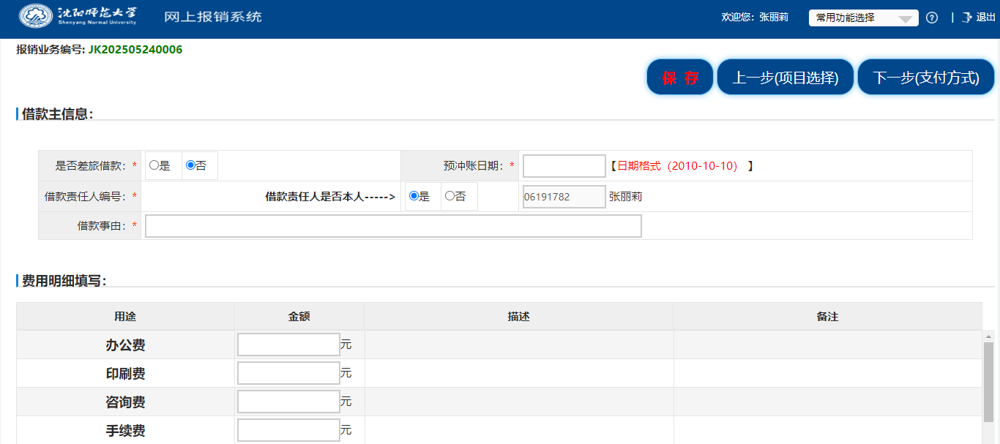 沈阳师范大学 网上报销系统 欢迎您：张丽莉 常用功能选择 ? | 退出
Shenyang Normal University
报销业务编号: JK202505240006
保 存 上一步(项目选择) 下一步(支付方式)
借款主信息：
是否差旅借款：* 是 否 预冲账日期：* 【日期格式（2010-10-10） 】
借款责任人编号：* 借款责任人是否本人-----> 是 否 06191782 张丽莉
借款事由：*
费用明细填写：
用途 金额 描述 备注
办公费 元
印刷费 元
咨询费 元
手续费 元